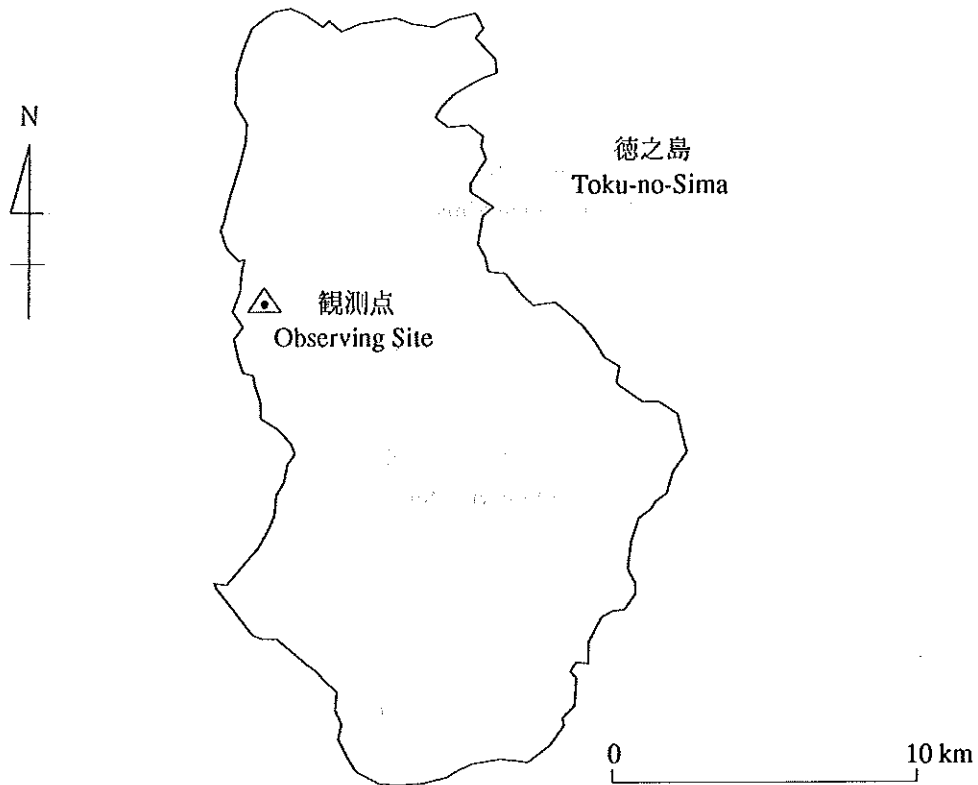 N
徳之島
Toku-no-Sima
観測点
Observing Site
0 10 km